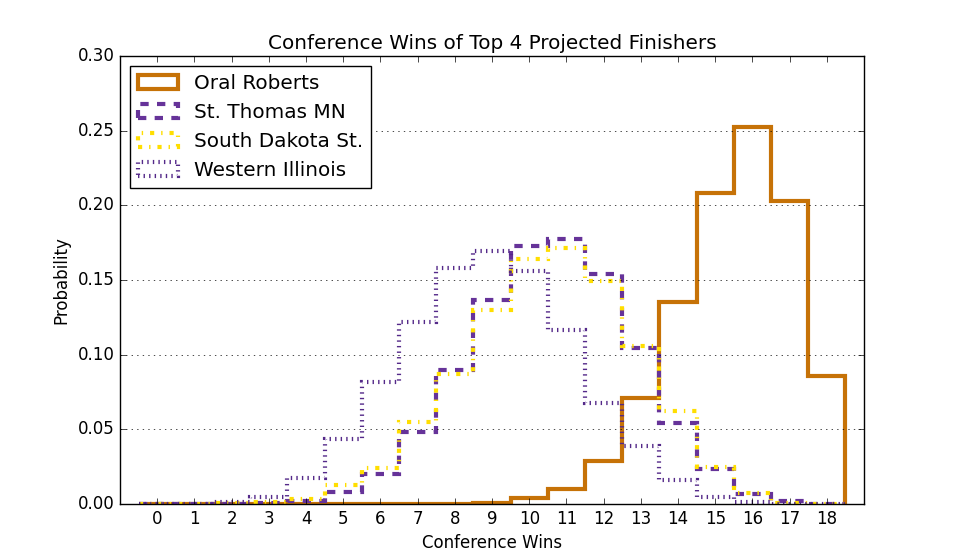 Conference Wins of Top 4 Projected Finishers
0.30
0.25
0.20
0.15
0.10
0.05
0.00
Probability
Oral Roberts
St. Thomas MN
South Dakota St.
Western Illinois
0 1 2 3 4 5 6 7 8 9 10 11 12 13 14 15 16 17 18
Conference Wins